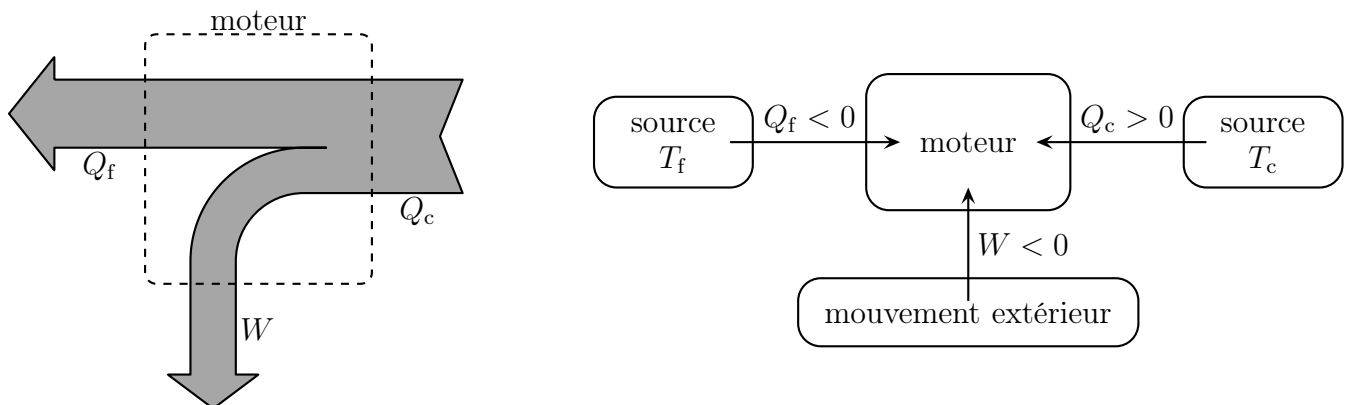 moteur
Q_f
Q_c
W
source
T_f
Q_f < 0
moteur
Q_c > 0
source
T_c
W < 0
mouvement extérieur